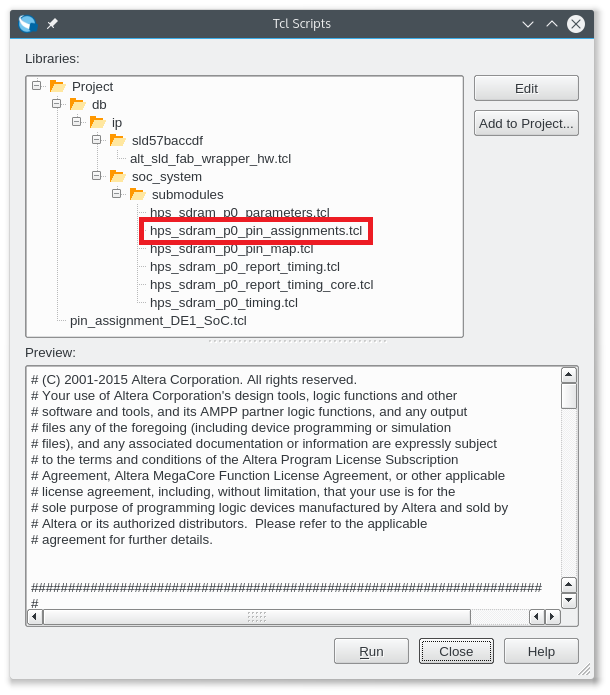 Tcl Scripts
Libraries:
Project
db
ip
sld57baccdf
alt_sld_fab_wrapper_hw.tcl
soc_system
submodules
hps_sdram_p0_parameters.tcl
hps_sdram_p0_pin_assignments.tcl
hps_sdram_p0_pin_map.tcl
hps_sdram_p0_report_timing.tcl
hps_sdram_p0_report_timing_core.tcl
hps_sdram_p0_timing.tcl
pin_assignment_DE1_SoC.tcl
Edit
Add to Project...
Preview:
# (C) 2001-2015 Altera Corporation. All rights reserved.
# Your use of Altera Corporation's design tools, logic functions and other
# software and tools, and its AMPP partner logic functions, and any output
# files any of the foregoing (including device programming or simulation
# files), and any associated documentation or information are expressly subject
# to the terms and conditions of the Altera Program License Subscription
# Agreement, Altera MegaCore Function License Agreement, or other applicable
# license agreement, including, without limitation, that your use is for the
# sole purpose of programming logic devices manufactured by Altera and sold by
# Altera or its authorized distributors.  Please refer to the applicable
# agreement for further details.
#####################################################################
#
Run
Close
Help